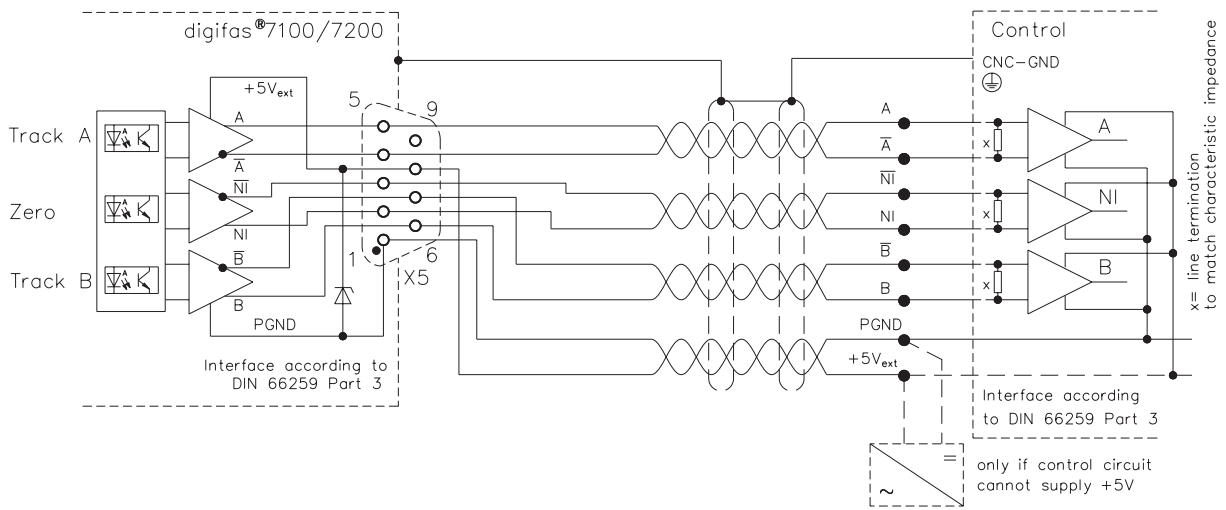 digifas®7100/7200
+5Vext
5
9
Track A
A
A̅
Zero
N̅I̅
NI
Track B
B̅
B
1
6
X5
PGND
Interface according to
DIN 66259 Part 3
A
A̅
N̅I̅
NI
B̅
B
PGND
+5Vext
Control
CNC-GND
x
A
x
NI
x
B
Interface according
to DIN 66259 Part 3
=
~
only if control circuit
cannot supply +5V
x= line termination
to match characteristic impedance